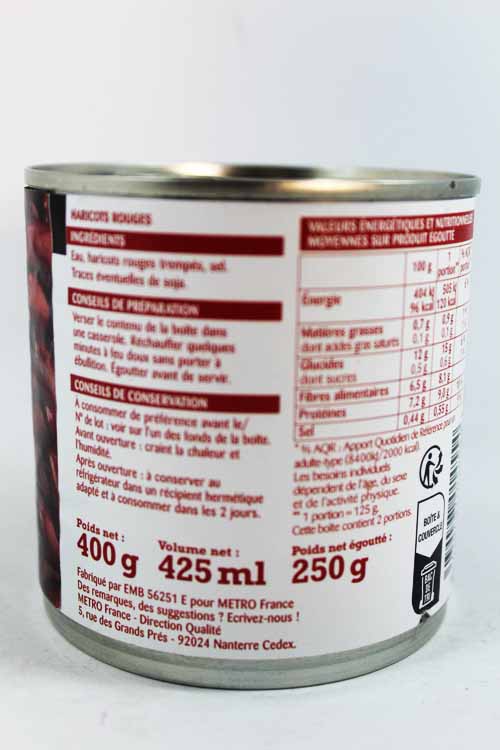 HARICOTS ROUGES
INGRÉDIENTS
Eau, haricots rouges trempés, sel.
Traces éventuelles de soja.
CONSEILS DE PRÉPARATION
Verser le contenu de la boîte dans
une casserole. Réchauffer quelques
minutes à feu doux sans porter à
ébullition. Égoutter avant de servir.
CONSEILS DE CONSERVATION
A consommer de préférence avant le/
N° de lot : voir sur l'un des fonds de la boîte.
Avant ouverture : craint la chaleur et
l'humidité.
Après ouverture : à conserver au
réfrigérateur dans un récipient hermétique
adapté et à consommer dans les 2 jours.
VALEURS ÉNERGÉTIQUES ET NUTRITIONNELLES
MOYENNES SUR PRODUIT ÉGOUTTÉ
100 g 1 portion**
Énergie 404 kJ 505 kJ
96 kcal 120 kcal
Matières grasses 0,7 g 0,9 g
dont acides gras saturés 0,1 g 0,1 g
Glucides 12 g 15 g
dont sucres 0,5 g 0,6 g
Fibres alimentaires 6,5 g 8,1 g
Protéines 7,2 g 9,0 g
Sel 0,44 g 0,55 g
* % AQR : Apport Quotidien de Référence pour un
adulte-type (8400kJ/2000 kcal).
Les besoins individuels
dépendent de l'âge, du sexe
et de l'activité physique.
** 1 portion = 125 g.
Cette boîte contient 2 portions.
BOÎTE &
COUVERCLE
BAC
DE TRI
Poids net :
400 g
Volume net :
425 ml
Poids net égoutté :
250 g
Fabriqué par EMB 56251 E pour METRO France
Des remarques, des suggestions ? Ecrivez-nous !
METRO France - Direction Qualité
5, rue des Grands Prés - 92024 Nanterre Cedex.